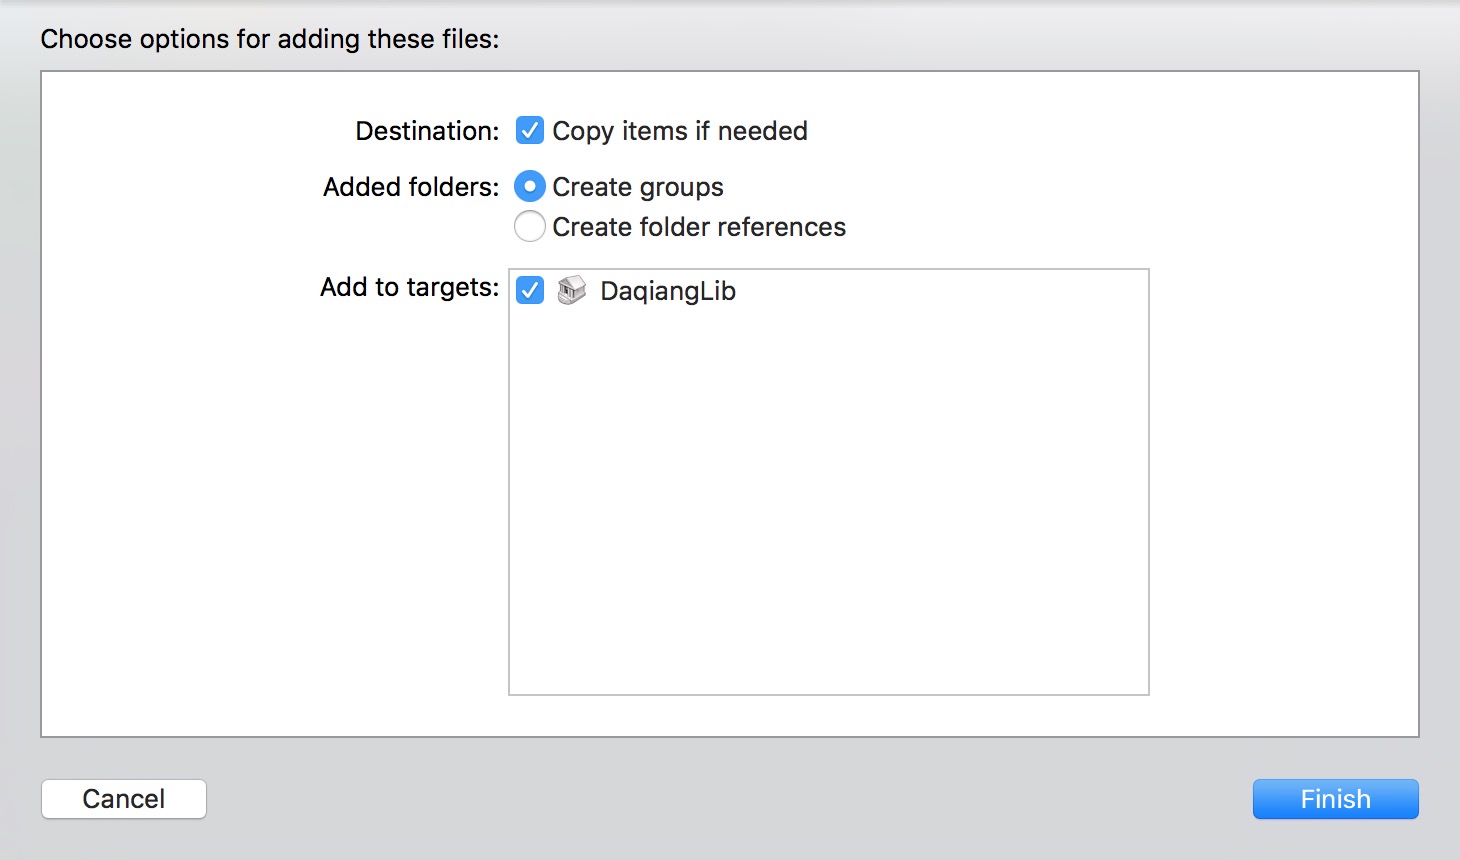 Choose options for adding these files:
Destination: Copy items if needed
Added folders: Create groups
Create folder references
Add to targets: DaqiangLib
Cancel Finish